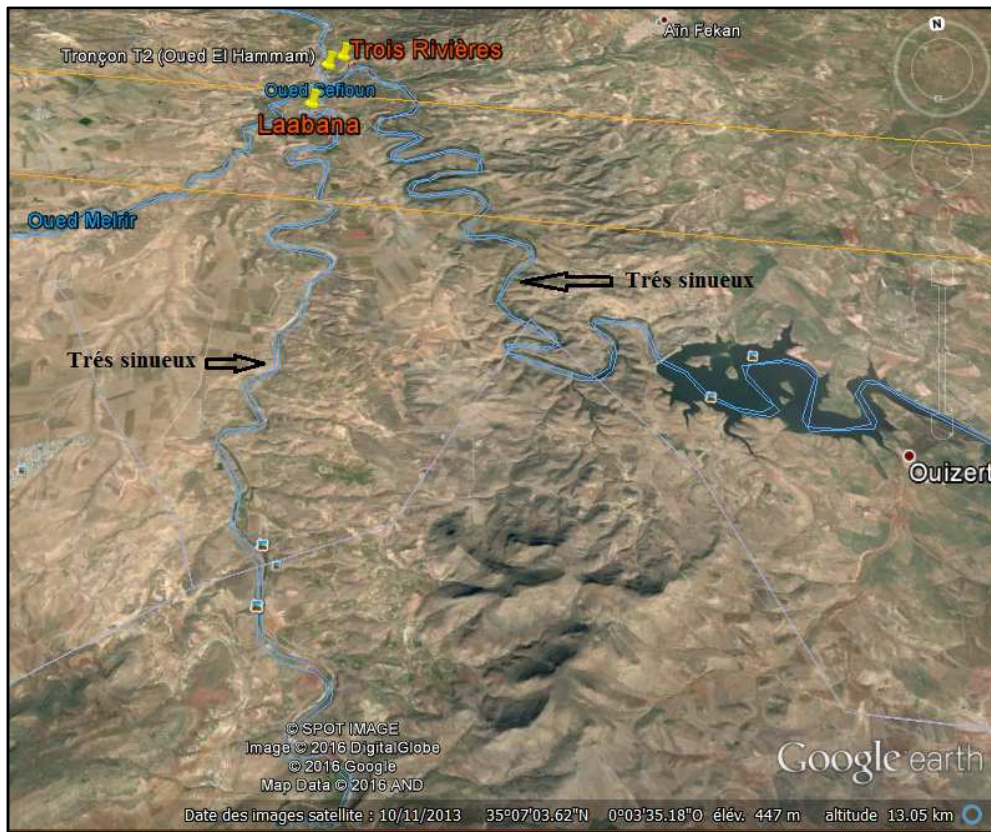 N
Aïn Fekan
Tronçon T2 (Oued El Hammam)
Trois Rivières
Oued Sefioun
Laabana
Oued Melrir
Trés sinueux
Trés sinueux
Ouizert
© SPOT IMAGE
Image © 2016 DigitalGlobe
© 2016 Google
Map Data © 2016 AND
Google earth
Date des images satellite : 10/11/2013 35°07'03.62"N 0°03'35.18"O élév. 447 m altitude 13.05 km